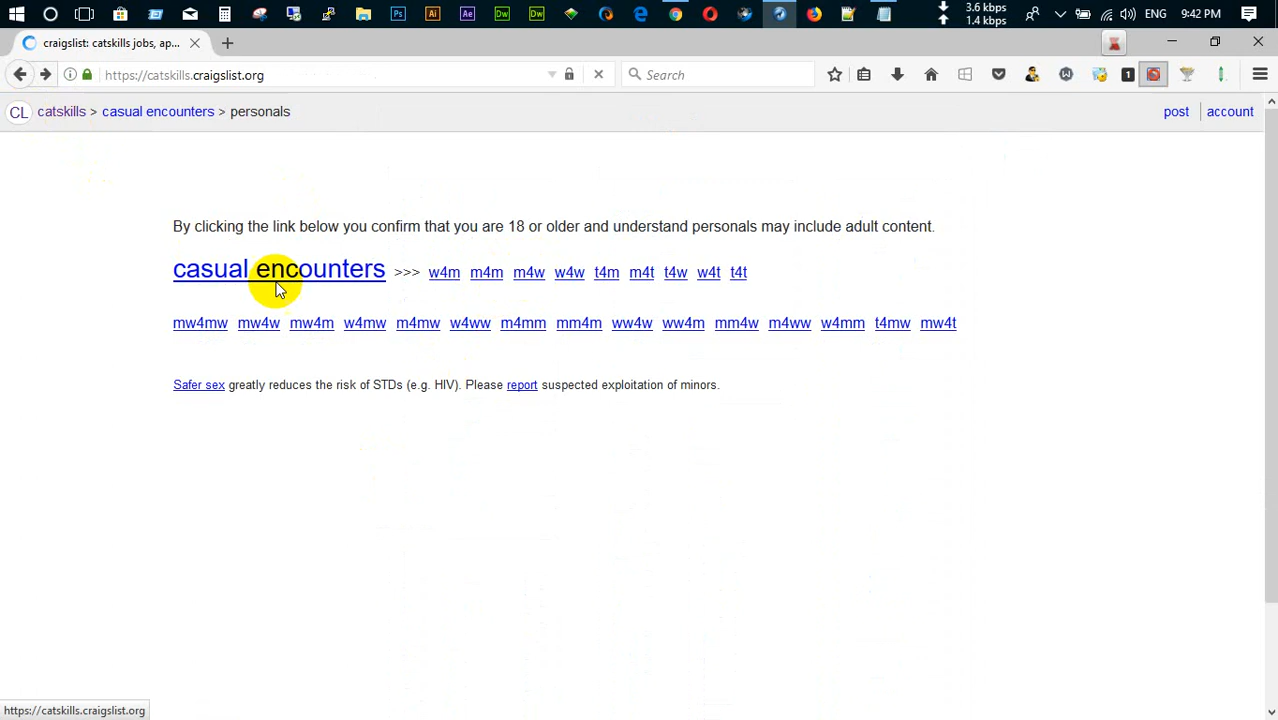 3.6 kbps
1.4 kbps
ENG
9:42 PM
craigslist: catskills jobs, ap...
https://catskills.craigslist.org
Search
1
CL catskills > casual encounters > personals
post account
By clicking the link below you confirm that you are 18 or older and understand personals may include adult content.
casual encounters >>> w4m m4m m4w w4w t4m m4t t4w w4t t4t
mw4mw mw4w mw4m w4mw m4mw w4ww m4mm mm4m ww4w ww4m mm4w m4ww w4mm t4mw mw4t
Safer sex greatly reduces the risk of STDs (e.g. HIV). Please report suspected exploitation of minors.
https://catskills.craigslist.org